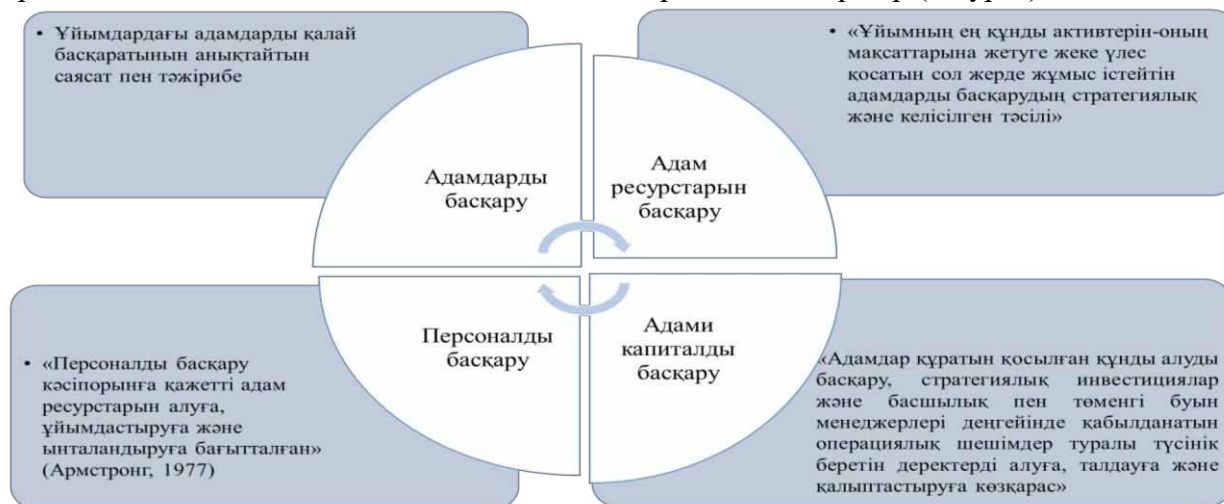 • Ұйымдардағы адамдарды қалай
басқаратынын анықтайтын
саясат пен тәжірибе
• «Ұйымның ең құнды активтерін-оның
мақсаттарына жетуге жеке үлес
қосатын сол жерде жұмыс істейтін
адамдарды басқарудың стратегиялық
және келісілген тәсілі»
Адамдарды
басқару
Адам
ресурстарын
басқару
Персоналды
басқару
Адами
капиталды
басқару
• «Персоналды басқару
кәсіпорынға қажетті адам
ресурстарын алуға,
ұйымдастыруға және
ынталандыруға бағытталған»
(Армстронг, 1977)
«Адамдар құратын қосылған құнды алуды
басқару, стратегиялық инвестициялар
және басшылық пен төменгі буын
менеджерлері деңгейінде қабылданатын
операциялық шешімдер туралы түсінік
беретін деректерді алуға, талдауға және
қалыптастыруға көзқарас»